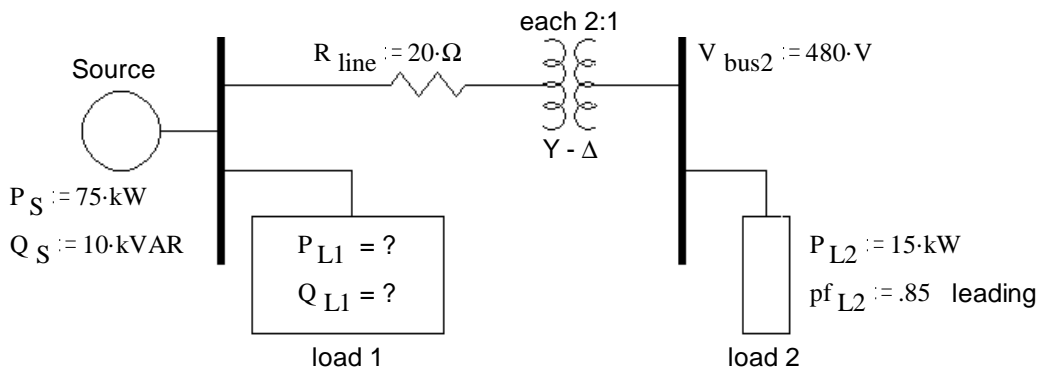 each 2:1
R line := 20·Ω
V bus2 := 480·V
Source
Y - Δ
P S := 75·kW
Q S := 10·kVAR
P L1 = ?
Q L1 = ?
P L2 := 15·kW
pf L2 := .85 leading
load 1
load 2